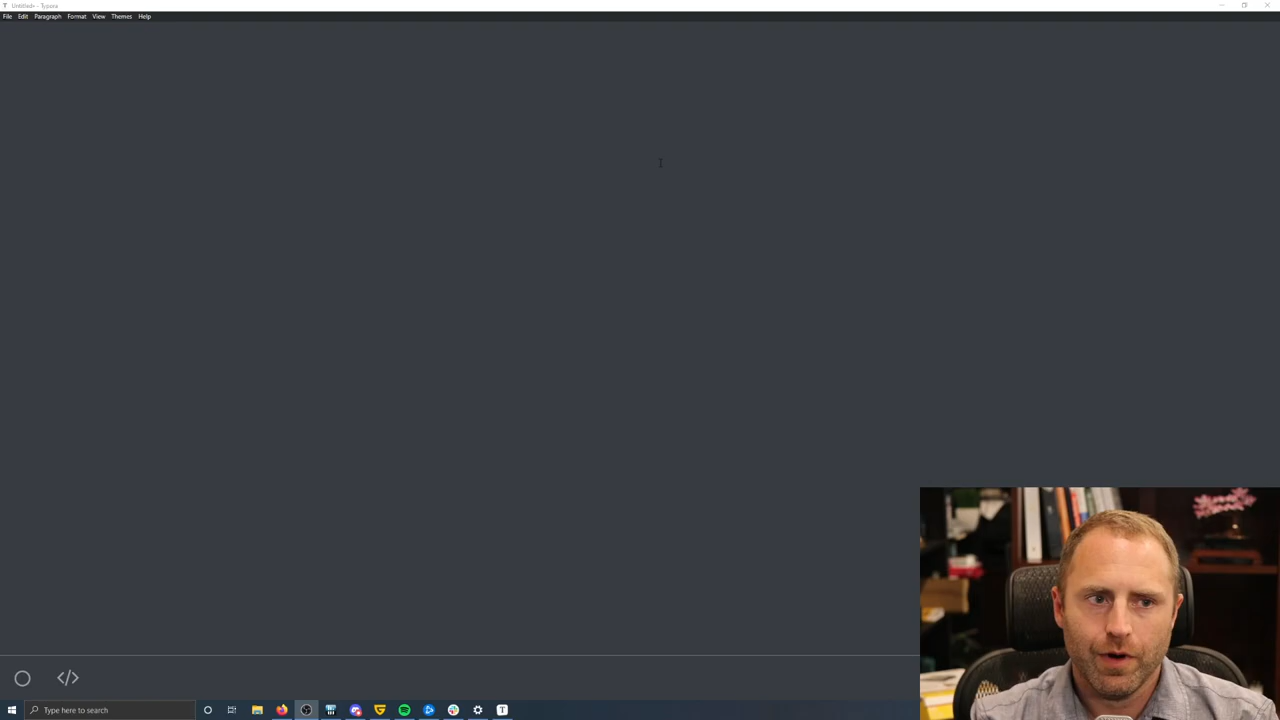 Untitled• - Typora
File Edit Paragraph Format View Themes Help
</>
Type here to search